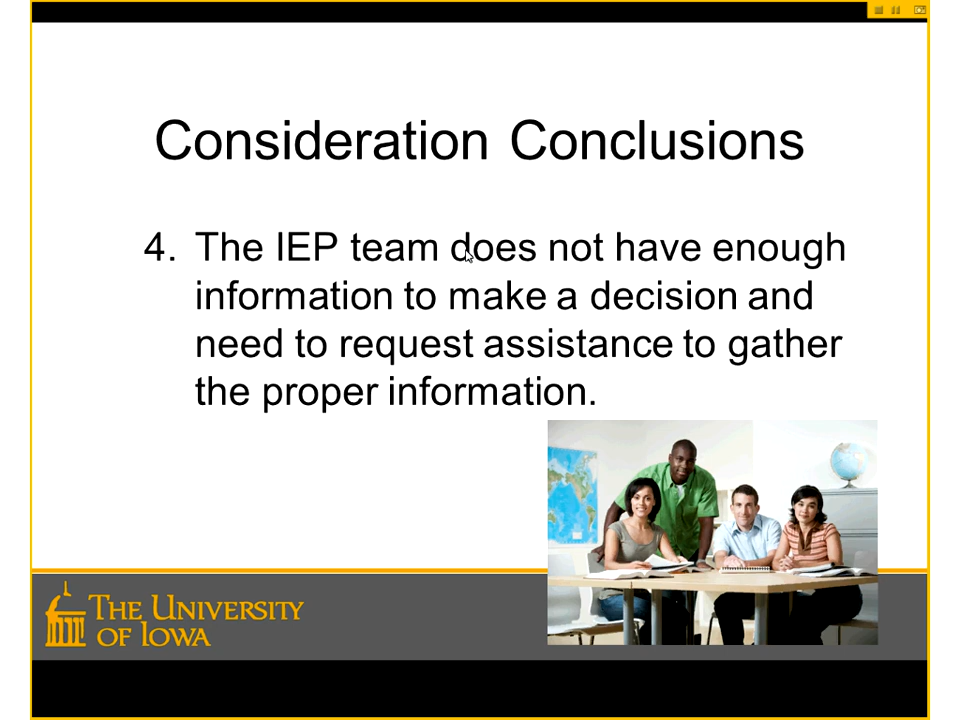 Consideration Conclusions
4. The IEP team does not have enough
information to make a decision and
need to request assistance to gather
the proper information.
THE UNIVERSITY
OF IOWA